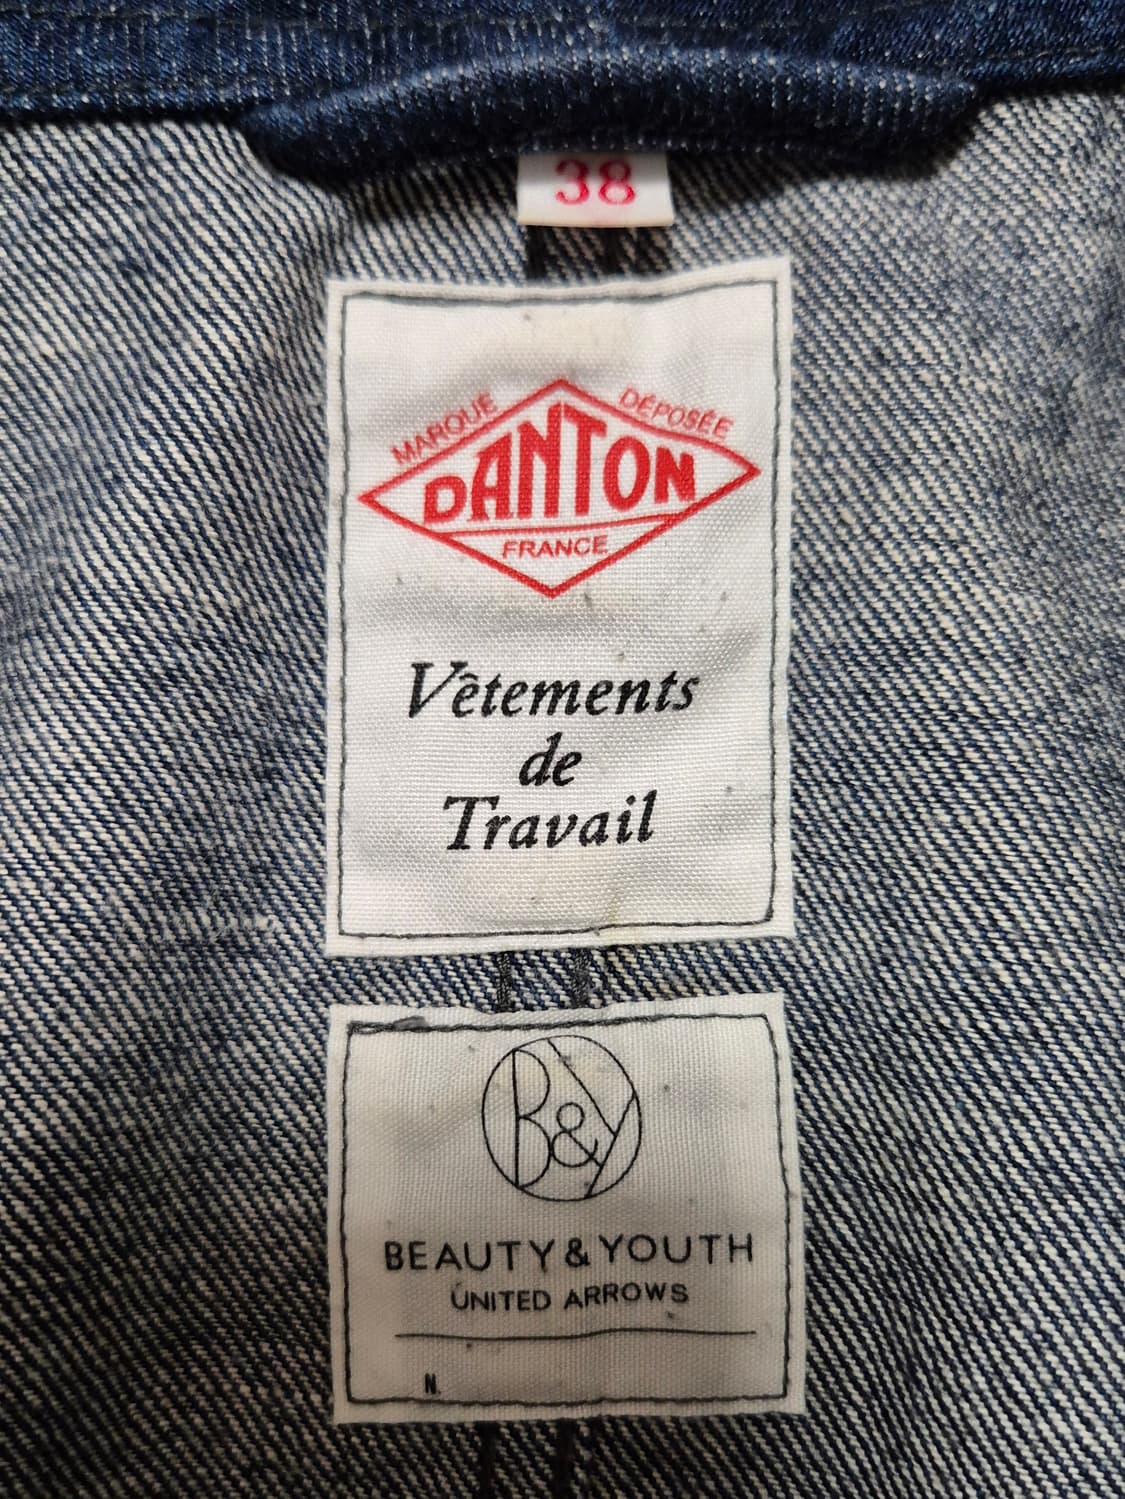 38
MARQUE DÉPOSÉE
DANTON
FRANCE
Vêtements
de
Travail
B&Y
BEAUTY & YOUTH
UNITED ARROWS
N.